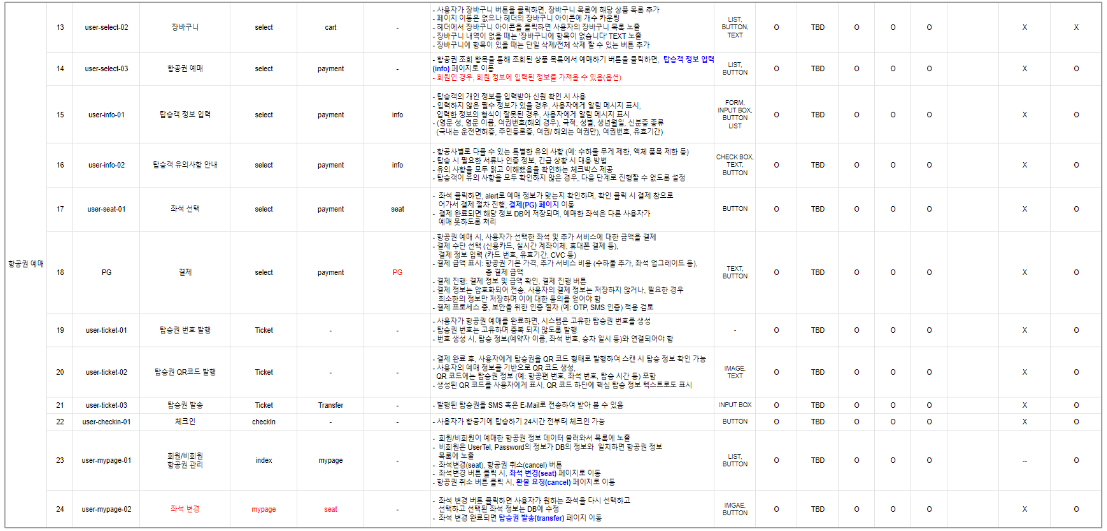 항공권 예매
13 user-select-02 장바구니 select cart -
- 사용자가 장바구니 버튼을 클릭하면, 장바구니 목록에 해당 상품 목록 추가
- 페이지 이동은 없으나 헤더의 장바구니 아이콘에 개수 카운팅
- 헤더에서 장바구니 아이콘을 클릭하면 사용자의 장바구니 목록 노출
- 장바구니 내역이 없을 때는 '장바구니에 항목이 없습니다' TEXT 노출
- 장바구니에 항목이 있을 때는 단일 삭제/전체 삭제 할 수 있는 버튼 추가
LIST,
BUTTON,
TEXT
O TBD O O O X X
14 user-select-03 항공권 예매 select payment -
- 항공권 조회 항목을 통해 조회된 상품 목록에서 예매하기 버튼을 클릭하면, 탑승객 정보 입력
(info) 페이지로 이동
- 회원인 경우, 회원 정보에 입력된 정보를 가져올 수 있음(옵션)
LIST,
BUTTON
O TBD O O O X O
15 user-info-01 탑승객 정보 입력 select payment info
- 탑승객의 개인 정보를 입력받아 신원 확인 시 사용
- 입력하지 않은 필수 정보가 있을 경우, 사용자에게 알림 메시지 표시,
입력한 정보의 형식이 잘못된 경우, 사용자에게 알림 메시지 표시
- (영문 성, 영문 이름, 여권번호(해외 경우), 국적, 성별, 생년월일, 신분증 종류
(국내는 운전면허증, 주민등록증, 여권/ 해외는 여권만), 여권번호, 유효기간)
FORM,
INPUT BOX,
BUTTON
LIST
O TBD O O O X O
16 user-info-02 탑승객 유의사항 안내 select payment info
- 항공사별로 다를 수 있는 특별한 유의 사항 (예: 수하물 무게 제한, 액체 품목 제한 등)
- 탑승 시 필요한 서류나 인증 정보, 긴급 상황 시 대응 방법
- 유의 사항을 모두 읽고 이해했음을 확인하는 체크박스 제공
- 탑승객이 유의 사항을 모두 확인하지 않은 경우, 다음 단계로 진행할 수 없도록 설정
CHECK BOX,
TEXT,
BUTTON
O TBD O O O X O
17 user-seat-01 좌석 선택 select payment seat
- 좌석 클릭하면, alert로 예매 정보가 맞는지 확인하며, 확인 클릭 시 결제 창으로
어가서 결제 절차 진행, 결제(PG) 페이지 이동
- 결제 완료되면 해당 정보 DB에 저장되며, 예매한 좌석은 다른 사용자가
예매 못하도록 처리
BUTTON
O TBD O O O X O
18 PG 결제 select payment PG
- 항공권 예매 시, 사용자가 선택한 좌석 및 추가 서비스에 대한 금액을 결제
- 결제 수단 선택 (신용카드, 실시간 계좌이체, 휴대폰 결제 등),
결제 정보 입력 (카드 번호, 유효기간, CVC 등)
- 결제 금액 표시: 항공권 기본 가격, 추가 서비스 비용 (수하물 추가, 좌석 업그레이드 등),
총 결제 금액
- 결제 진행: 결제 정보 및 금액 확인, 결제 진행 버튼
- 결제 정보는 암호화되어 전송, 사용자의 결제 정보는 저장하지 않거나, 필요한 경우
최소한의 정보만 저장하며 이에 대한 동의를 얻어야 함
- 결제 프로세스 중, 보안을 위한 인증 절차 (예: OTP, SMS 인증) 적용 검토
TEXT,
BUTTON
O TBD O O O X O
19 user-ticket-01 탑승권 번호 발행 Ticket - -
- 사용자가 항공권 예매를 완료하면, 시스템은 고유한 탑승권 번호를 생성
- 탑승권 번호는 고유하며 중복 되지 않도록 발행
- 번호 생성 시, 탑승 정보(예약자 이름, 좌석 번호, 승차 일시 등)와 연결되어야 함
-
O TBD O O O X O
20 user-ticket-02 탑승권 QR코드 발행 Ticket - -
- 결제 완료 후, 사용자에게 탑승권을 QR 코드 형태로 발행하여 스캔 시 탑승 정보 확인 가능
- 사용자의 예매 정보를 기반으로 QR 코드 생성,
QR 코드에는 탑승권 정보 (예: 항공편 번호, 좌석 번호, 탑승 시간 등) 포함
- 생성된 QR 코드를 사용자에게 표시, QR 코드 하단에 핵심 탑승 정보 텍스트로도 표시
IMAGE,
TEXT
O TBD O O O X O
21 user-ticket-03 탑승권 발송 Ticket Transfer -
- 발행된 탑승권을 SMS 혹은 E-Mail로 전송하여 받아 볼 수 있음
INPUT BOX
O TBD O O O X O
22 user-checkin-01 체크인 checkin - -
- 사용자가 항공기에 탑승하기 24시간 전부터 체크인 가능
BUTTON
O TBD O O O X O
23 user-mypage-01 회원/비회원
항공권 관리 index mypage -
- 회원/비회원이 예매한 항공권 정보 데이터 불러와서 목록에 노출
- 비회원은 UserTel, Password의 정보가 DB의 정보와 일치하면 항공권 정보
목록에 노출
- 좌석변경(seat), 항공권 취소(cancel) 버튼
- 좌석변경 버튼 클릭 시, 좌석 변경(seat) 페이지로 이동
- 항공권 취소 버튼 클릭 시, 환불 요청(cancel) 페이지로 이동
LIST,
BUTTON
O TBD O O O -- O
24 user-mypage-02 좌석 변경 mypage seat
- 좌석 변경 버튼 클릭하면 사용자가 원하는 좌석을 다시 선택하고
선택하고 선택된 좌석 정보는 DB에 수정
- 좌석 변경 완료되면 탑승권 발송(transfer) 페이지 이동
IMGAE,
BUTTON
O TBD O O O X O